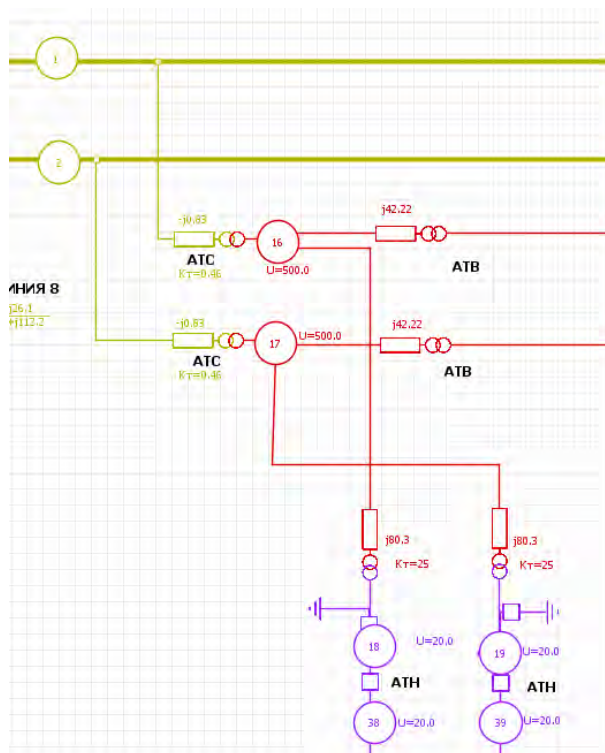 1
2
-j0.83
АТС
Кт=0.46
16
U=500.0
j42.22
АТВ
ИНИЯ 8
j26.1
+j112.2
-j0.83
АТС
Кт=0.46
17
U=500.0
j42.22
АТВ
j80.3
Кт=25
j80.3
Кт=25
18
U=20.0
19
U=20.0
АТН
АТН
38
U=20.0
39
U=20.0